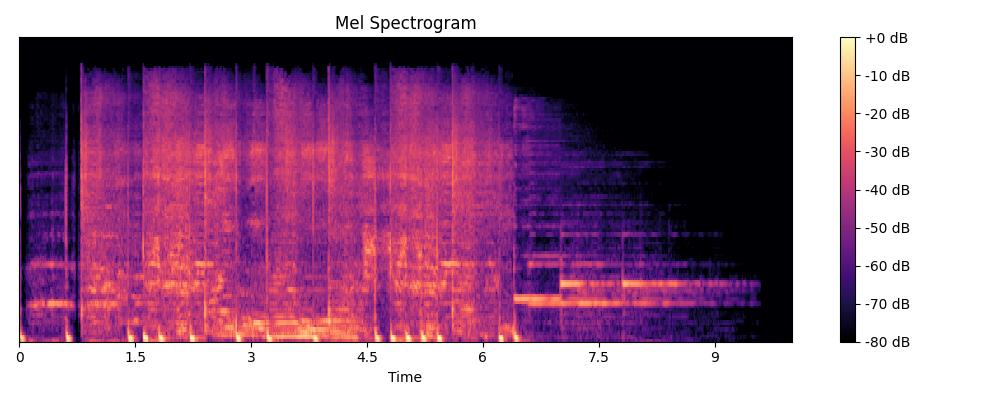 Mel Spectrogram
+0 dB
-10 dB
-20 dB
-30 dB
-40 dB
-50 dB
-60 dB
-70 dB
-80 dB
0 1.5 3 4.5 6 7.5 9
Time